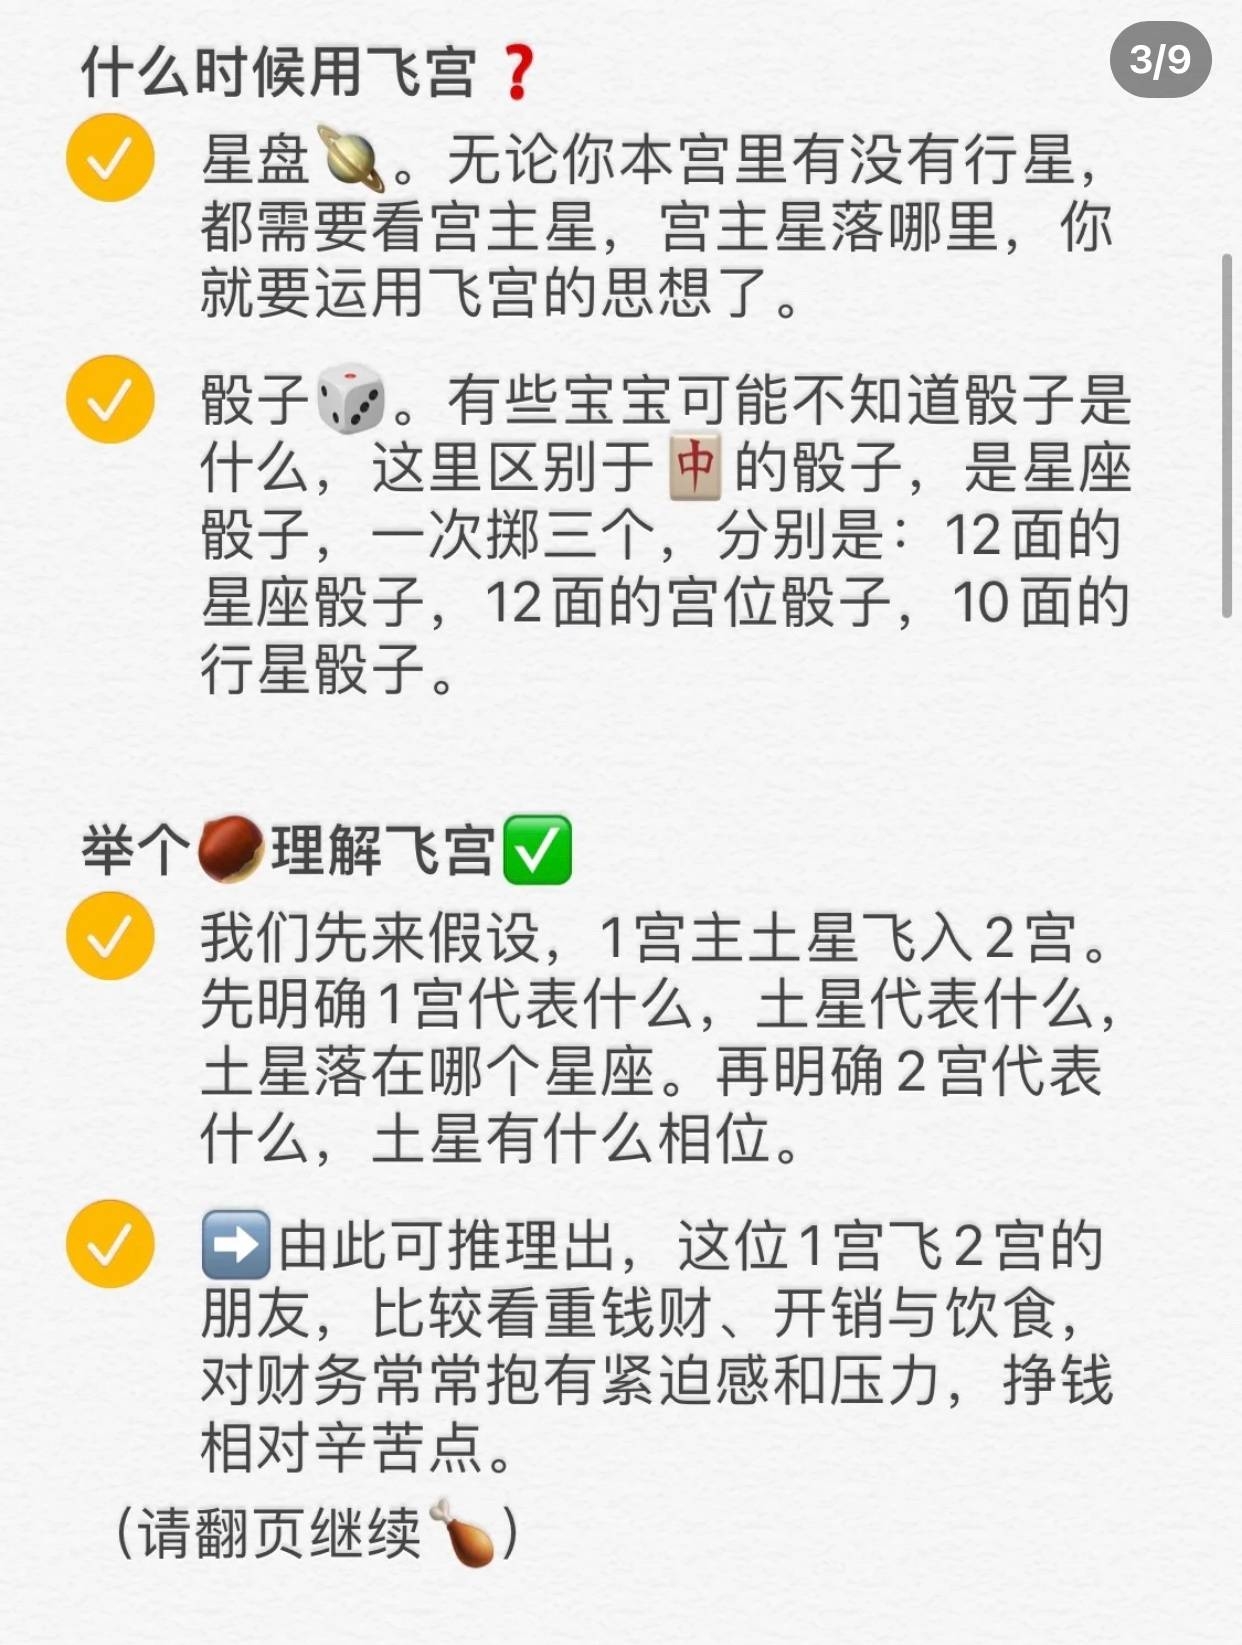 什么时候用飞宫❓
3/9
星盘🪐。无论你本宫里有没有行星，
都需要看宫主星，宫主星落哪里，你
就要运用飞宫的思想了。
骰子🎲。有些宝宝可能不知道骰子是
什么，这里区别于🀄的骰子，是星座
骰子，一次掷三个，分别是：12面的
星座骰子，12面的宫位骰子，10面的
行星骰子。
举个🌰理解飞宫✅
我们先来假设，1宫主土星飞入2宫。
先明确1宫代表什么，土星代表什么，
土星落在哪个星座。再明确2宫代表
什么，土星有什么相位。
➡️由此可推理出，这位1宫飞2宫的
朋友，比较看重钱财、开销与饮食，
对财务常常抱有紧迫感和压力，挣钱
相对辛苦点。
（请翻页继续🍗）